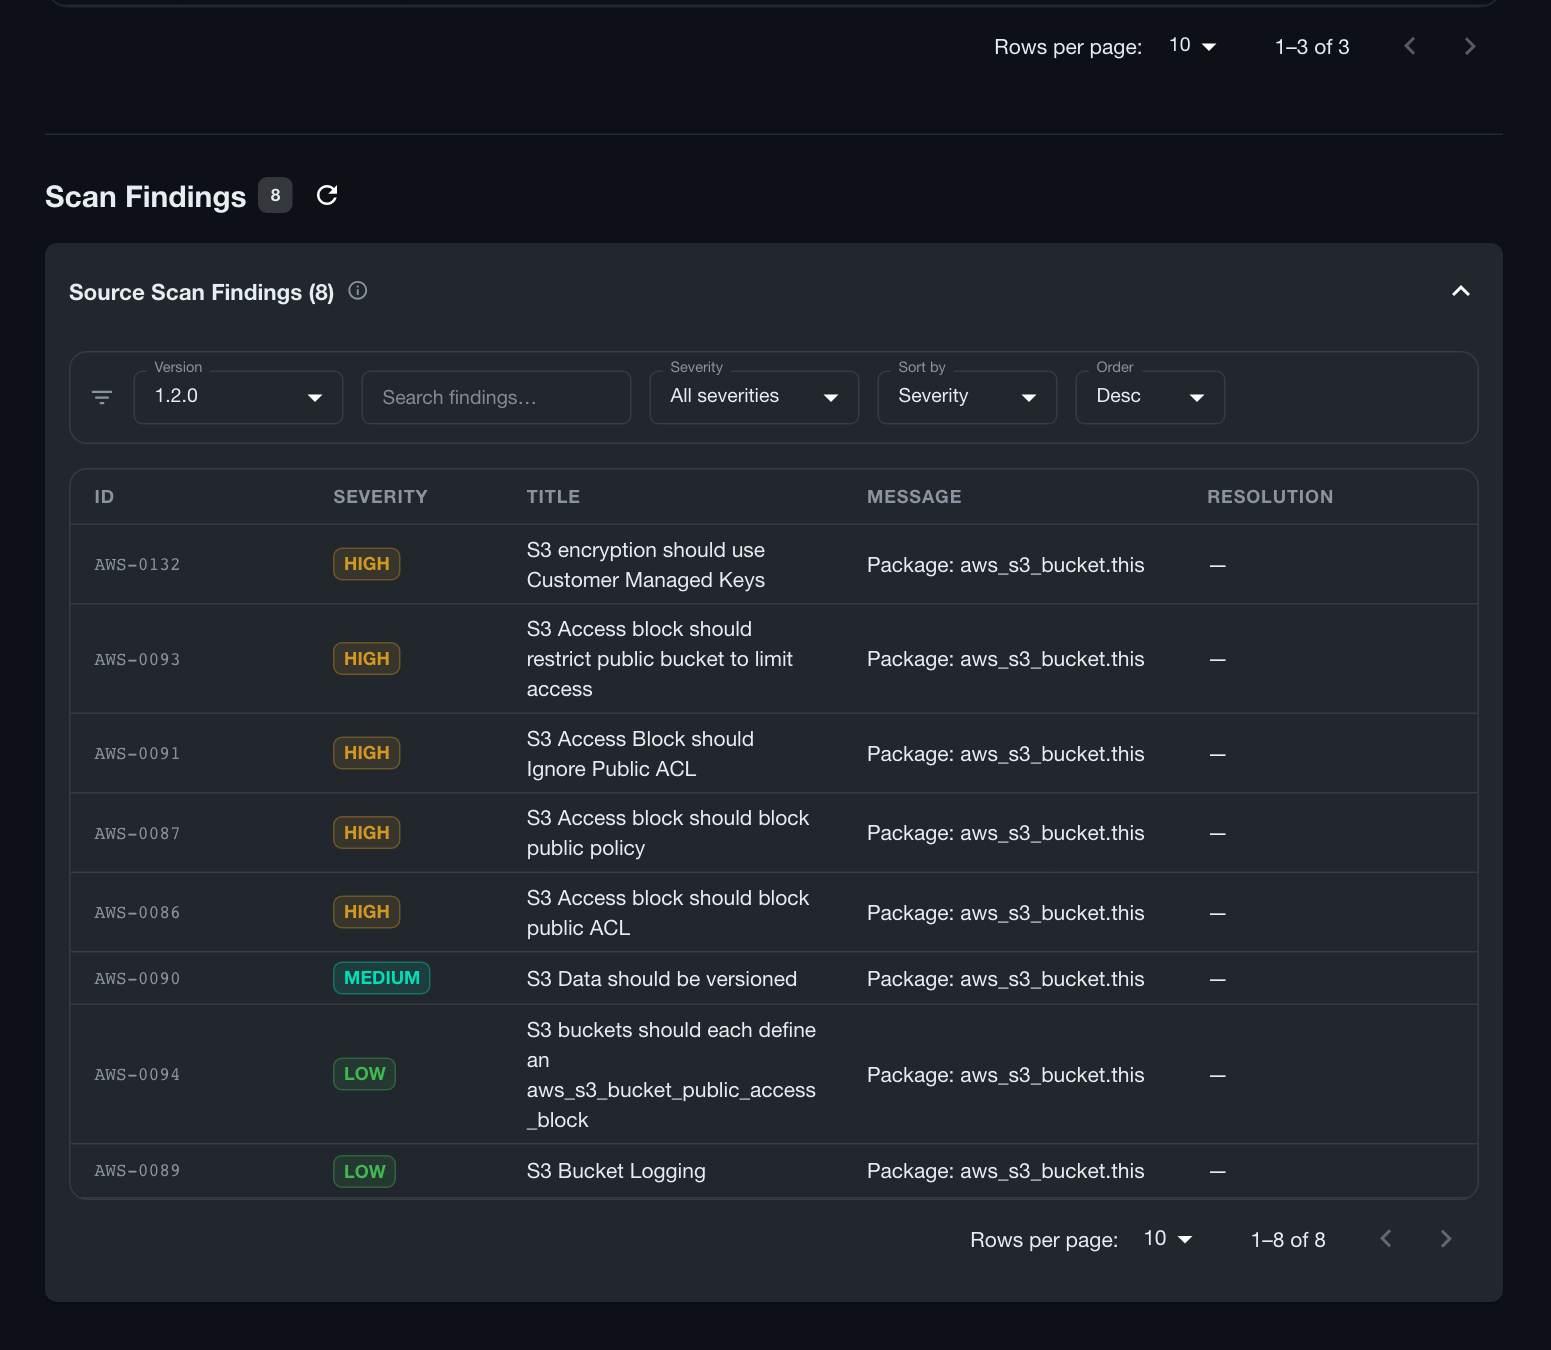 Rows per page: 10 1–3 of 3
Scan Findings 8
Source Scan Findings (8)
Version
1.2.0
Search findings...
Severity
All severities
Sort by
Severity
Order
Desc
ID SEVERITY TITLE MESSAGE RESOLUTION
AWS-0132 HIGH S3 encryption should use
Customer Managed Keys Package: aws_s3_bucket.this —
AWS-0093 HIGH S3 Access block should
restrict public bucket to limit
access Package: aws_s3_bucket.this —
AWS-0091 HIGH S3 Access Block should
Ignore Public ACL Package: aws_s3_bucket.this —
AWS-0087 HIGH S3 Access block should block
public policy Package: aws_s3_bucket.this —
AWS-0086 HIGH S3 Access block should block
public ACL Package: aws_s3_bucket.this —
AWS-0090 MEDIUM S3 Data should be versioned Package: aws_s3_bucket.this —
AWS-0094 LOW S3 buckets should each define
an
aws_s3_bucket_public_access
_block Package: aws_s3_bucket.this —
AWS-0089 LOW S3 Bucket Logging Package: aws_s3_bucket.this —
Rows per page: 10 1–8 of 8